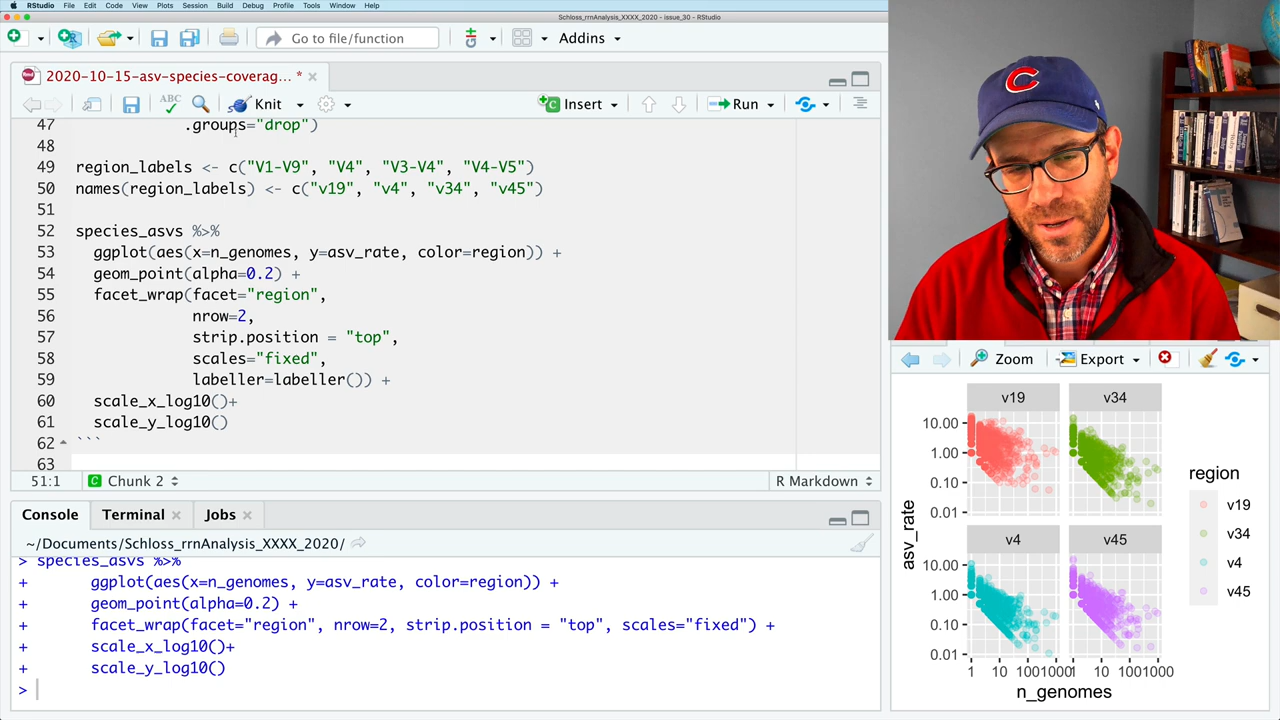 RStudio File Edit Code View Plots Session Build Debug Profile Tools Window Help
Schloss_rrnAnalysis_XXXX_2020 - issue_30 - RStudio
Go to file/function Addins
2020-10-15-asv-species-coverag... *
ABC Knit Insert Run
47 .groups="drop")
48
49 region_labels <- c("V1-V9", "V4", "V3-V4", "V4-V5")
50 names(region_labels) <- c("v19", "v4", "v34", "v45")
51
52 species_asvs %>%
53 ggplot(aes(x=n_genomes, y=asv_rate, color=region)) +
54 geom_point(alpha=0.2) +
55 facet_wrap(facet="region",
56 nrow=2,
57 strip.position = "top",
58 scales="fixed",
59 labeller=labeller()) +
60 scale_x_log10()+
61 scale_y_log10()
62 ```
63
51:1 Chunk 2 R Markdown
Console Terminal Jobs
~/Documents/Schloss_rrnAnalysis_XXXX_2020/
> species_asvs %>%
+ ggplot(aes(x=n_genomes, y=asv_rate, color=region)) +
+ geom_point(alpha=0.2) +
+ facet_wrap(facet="region", nrow=2, strip.position = "top", scales="fixed") +
+ scale_x_log10()+
+ scale_y_log10()
>
C
Zoom Export
v19 v34
10.00
1.00
0.10
0.01
v4 v45
10.00
1.00
0.10
0.01
1 10 1001000 1 10 1001000
n_genomes
asv_rate
region
v19
v34
v4
v45